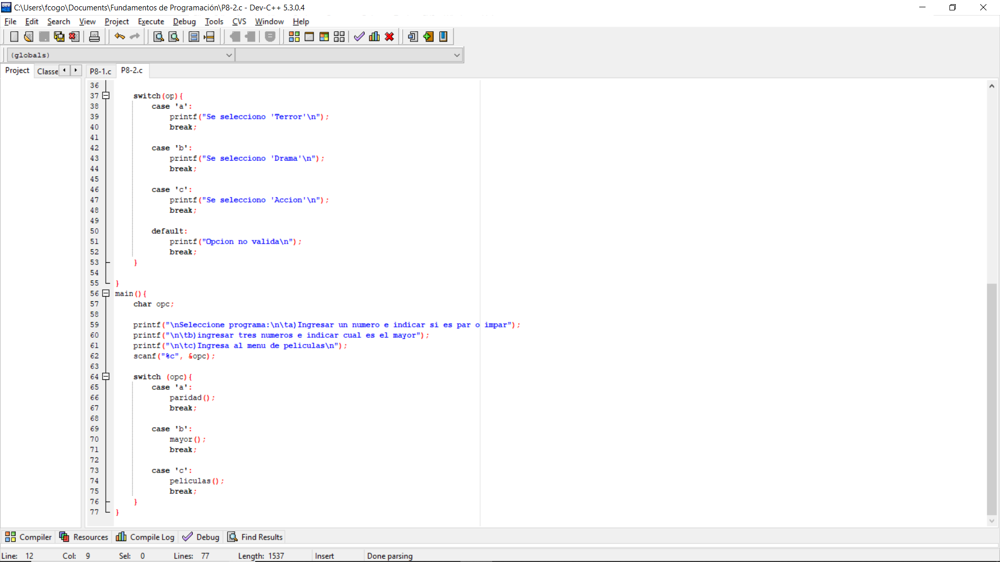 C:\Users\fcogo\Documents\Fundamentos de Programación\P8-2.c - Dev-C++ 5.3.0.4
File Edit Search View Project Execute Debug Tools CVS Window Help
(globals)
Project Classe P8-1.c P8-2.c
36
37 switch(op){
38 case 'a':
39 printf("Se selecciono 'Terror'\n");
40 break;
41
42 case 'b':
43 printf("Se selecciono 'Drama'\n");
44 break;
45
46 case 'c':
47 printf("Se selecciono 'Accion'\n");
48 break;
49
50 default:
51 printf("Opcion no valida\n");
52 break;
53 }
54
55 }
56 main(){
57 char opc;
58
59 printf("\nSeleccione programa:\n\ta)Ingresar un numero e indicar si es par o impar");
60 printf("\n\tb)ingresar tres numeros e indicar cual es el mayor");
61 printf("\n\tc)Ingresa al menu de peliculas\n");
62 scanf("%c", &opc);
63
64 switch (opc){
65 case 'a':
66 paridad();
67 break;
68
69 case 'b':
70 mayor();
71 break;
72
73 case 'c':
74 peliculas();
75 break;
76 }
77 }
Compiler Resources Compile Log Debug Find Results
Line: 12 Col: 9 Sel: 0 Lines: 77 Length: 1537 Insert Done parsing